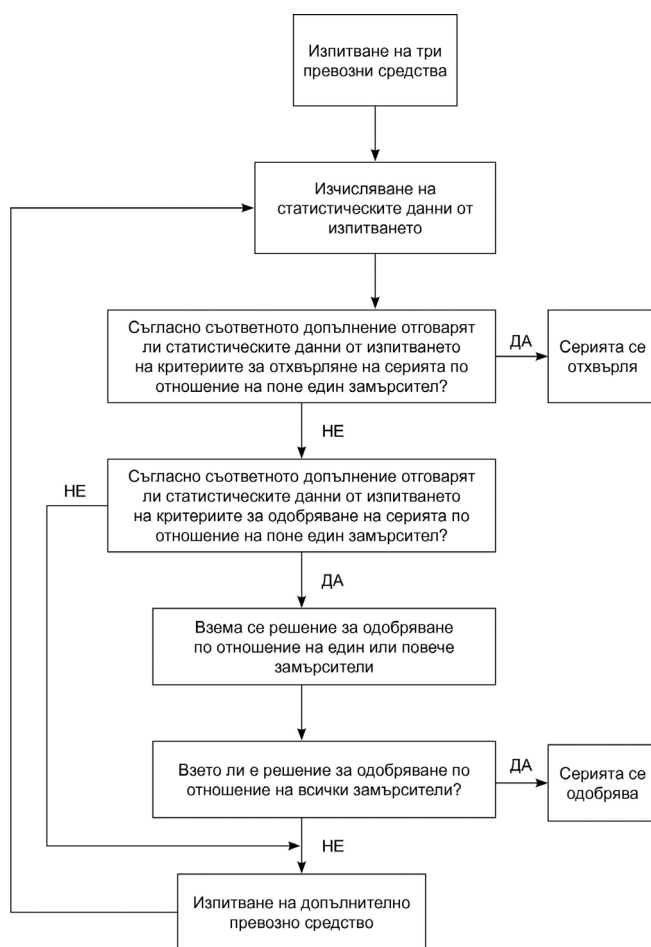 Изпитване на три
превозни средства
Изчисляване на
статистическите данни от
изпитването
Съгласно съответното допълнение отговарят
ли статистическите данни от изпитването
на критериите за отхвърляне на серията по
отношение на поне един замърсител?
ДА
Серията се
отхвърля
НЕ
Съгласно съответното допълнение отговарят
ли статистическите данни от изпитването
на критериите за одобряване на серията по
отношение на поне един замърсител?
НЕ
ДА
Взема се решение за одобряване
по отношение на един или повече
замърсители
Взето ли е решение за одобряване по
отношение на всички замърсители?
ДА
Серията се
одобрява
НЕ
Изпитване на допълнително
превозно средство